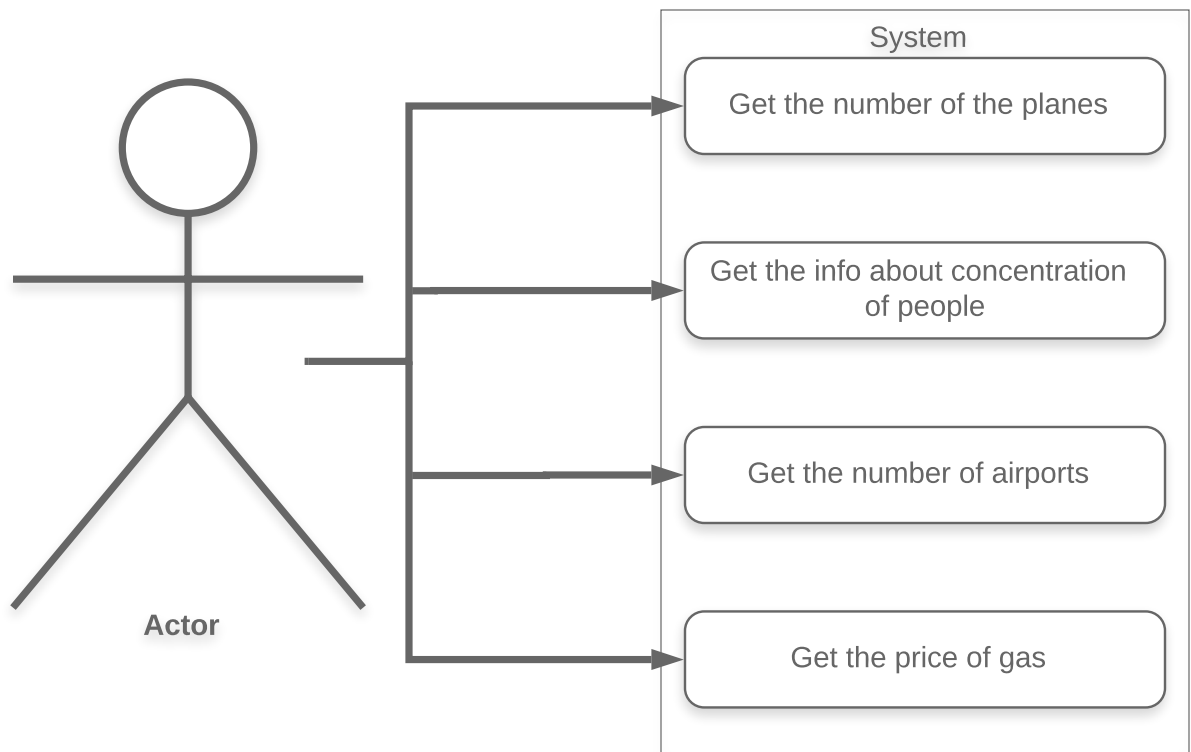 System
Get the number of the planes
Get the info about concentration
of people
Get the number of airports
Actor
Get the price of gas